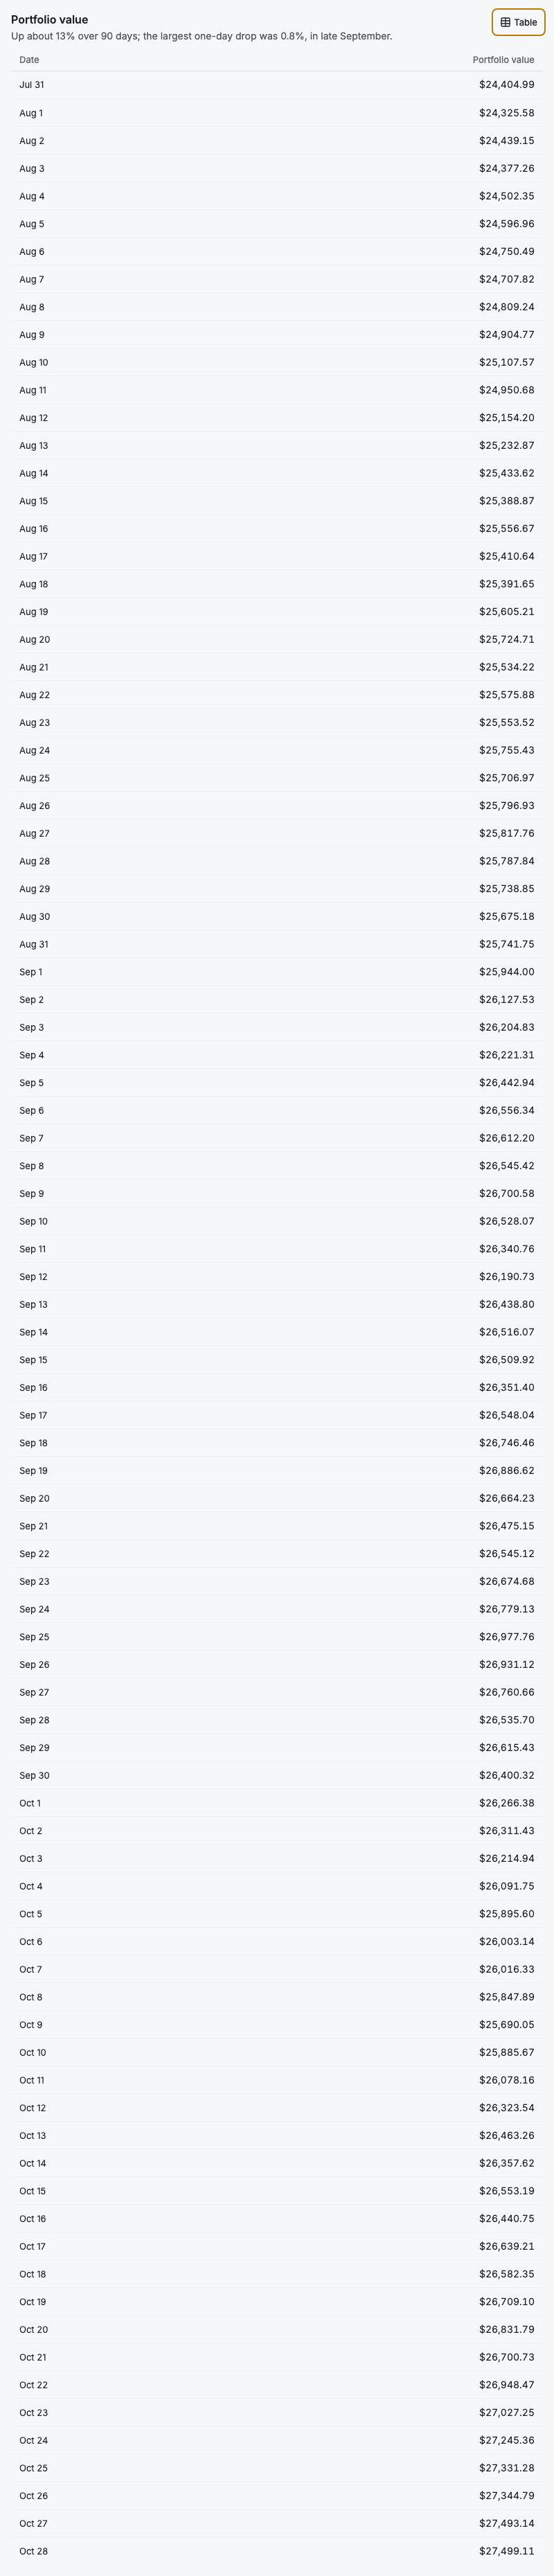 Portfolio value
Table
Up about 13% over 90 days; the largest one-day drop was 0.8%, in late September.
Date Portfolio value
Jul 31 $24,404.99
Aug 1 $24,325.58
Aug 2 $24,439.15
Aug 3 $24,377.26
Aug 4 $24,502.35
Aug 5 $24,596.96
Aug 6 $24,750.49
Aug 7 $24,707.82
Aug 8 $24,809.24
Aug 9 $24,904.77
Aug 10 $25,107.57
Aug 11 $24,950.68
Aug 12 $25,154.20
Aug 13 $25,232.87
Aug 14 $25,433.62
Aug 15 $25,388.87
Aug 16 $25,556.67
Aug 17 $25,410.64
Aug 18 $25,391.65
Aug 19 $25,605.21
Aug 20 $25,724.71
Aug 21 $25,534.22
Aug 22 $25,575.88
Aug 23 $25,553.52
Aug 24 $25,755.43
Aug 25 $25,706.97
Aug 26 $25,796.93
Aug 27 $25,817.76
Aug 28 $25,787.84
Aug 29 $25,738.85
Aug 30 $25,675.18
Aug 31 $25,741.75
Sep 1 $25,944.00
Sep 2 $26,127.53
Sep 3 $26,204.83
Sep 4 $26,221.31
Sep 5 $26,442.94
Sep 6 $26,556.34
Sep 7 $26,612.20
Sep 8 $26,545.42
Sep 9 $26,700.58
Sep 10 $26,528.07
Sep 11 $26,340.76
Sep 12 $26,190.73
Sep 13 $26,438.80
Sep 14 $26,516.07
Sep 15 $26,509.92
Sep 16 $26,351.40
Sep 17 $26,548.04
Sep 18 $26,746.46
Sep 19 $26,886.62
Sep 20 $26,664.23
Sep 21 $26,475.15
Sep 22 $26,545.12
Sep 23 $26,674.68
Sep 24 $26,779.13
Sep 25 $26,977.76
Sep 26 $26,931.12
Sep 27 $26,760.66
Sep 28 $26,535.70
Sep 29 $26,615.43
Sep 30 $26,400.32
Oct 1 $26,266.38
Oct 2 $26,311.43
Oct 3 $26,214.94
Oct 4 $26,091.75
Oct 5 $25,895.60
Oct 6 $26,003.14
Oct 7 $26,016.33
Oct 8 $25,847.89
Oct 9 $25,690.05
Oct 10 $25,885.67
Oct 11 $26,078.16
Oct 12 $26,323.54
Oct 13 $26,463.26
Oct 14 $26,357.62
Oct 15 $26,553.19
Oct 16 $26,440.75
Oct 17 $26,639.21
Oct 18 $26,582.35
Oct 19 $26,709.10
Oct 20 $26,831.79
Oct 21 $26,700.73
Oct 22 $26,948.47
Oct 23 $27,027.25
Oct 24 $27,245.36
Oct 25 $27,331.28
Oct 26 $27,344.79
Oct 27 $27,493.14
Oct 28 $27,499.11